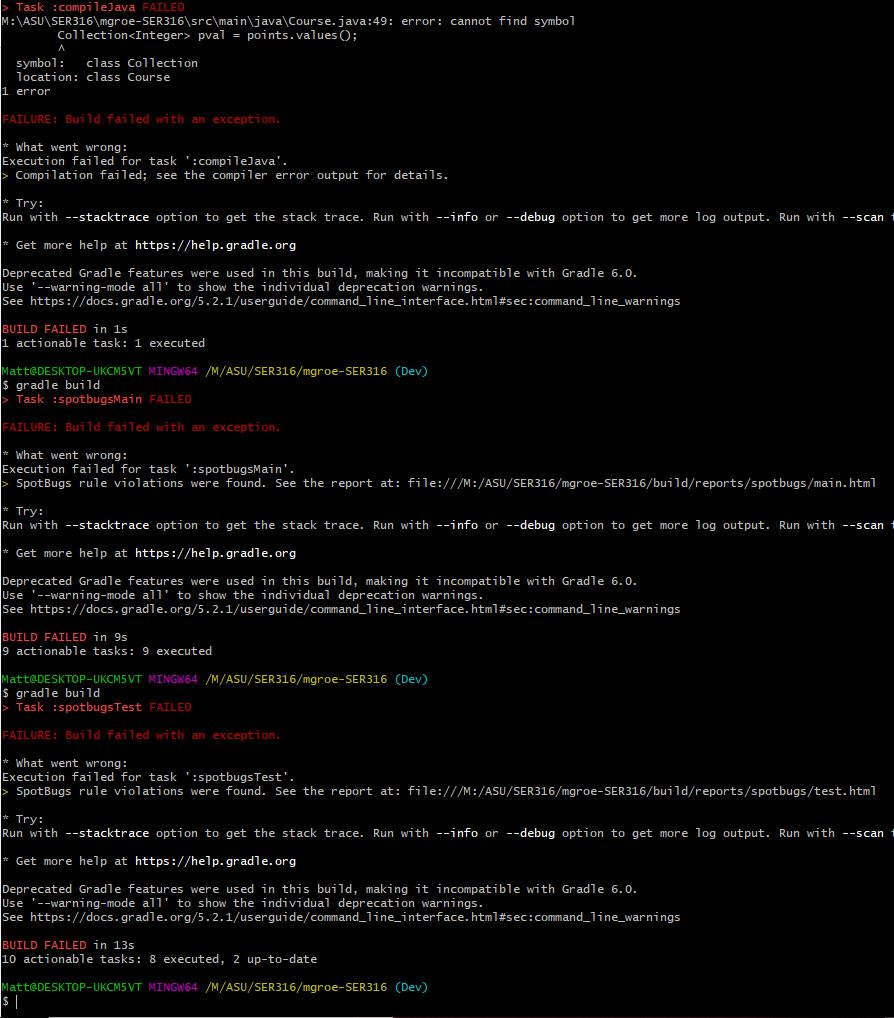 > Task :compileJava FAILED
M:\ASU\SER316\mgroe-SER316\src\main\java\Course.java:49: error: cannot find symbol
        Collection<Integer> pval = points.values();
        ^
  symbol:   class Collection
  location: class Course
1 error

FAILURE: Build failed with an exception.

* What went wrong:
Execution failed for task ':compileJava'.
> Compilation failed; see the compiler error output for details.

* Try:
Run with --stacktrace option to get the stack trace. Run with --info or --debug option to get more log output. Run with --scan

* Get more help at https://help.gradle.org

Deprecated Gradle features were used in this build, making it incompatible with Gradle 6.0.
Use '--warning-mode all' to show the individual deprecation warnings.
See https://docs.gradle.org/5.2.1/userguide/command_line_interface.html#sec:command_line_warnings

BUILD FAILED in 1s
1 actionable task: 1 executed

Matt@DESKTOP-UKCM5VT MINGW64 /M/ASU/SER316/mgroe-SER316 (Dev)
$ gradle build
> Task :spotbugsMain FAILED

FAILURE: Build failed with an exception.

* What went wrong:
Execution failed for task ':spotbugsMain'.
> SpotBugs rule violations were found. See the report at: file:///M:/ASU/SER316/mgroe-SER316/build/reports/spotbugs/main.html

* Try:
Run with --stacktrace option to get the stack trace. Run with --info or --debug option to get more log output. Run with --scan

* Get more help at https://help.gradle.org

Deprecated Gradle features were used in this build, making it incompatible with Gradle 6.0.
Use '--warning-mode all' to show the individual deprecation warnings.
See https://docs.gradle.org/5.2.1/userguide/command_line_interface.html#sec:command_line_warnings

BUILD FAILED in 9s
9 actionable tasks: 9 executed

Matt@DESKTOP-UKCM5VT MINGW64 /M/ASU/SER316/mgroe-SER316 (Dev)
$ gradle build
> Task :spotbugsTest FAILED

FAILURE: Build failed with an exception.

* What went wrong:
Execution failed for task ':spotbugsTest'.
> SpotBugs rule violations were found. See the report at: file:///M:/ASU/SER316/mgroe-SER316/build/reports/spotbugs/test.html

* Try:
Run with --stacktrace option to get the stack trace. Run with --info or --debug option to get more log output. Run with --scan

* Get more help at https://help.gradle.org

Deprecated Gradle features were used in this build, making it incompatible with Gradle 6.0.
Use '--warning-mode all' to show the individual deprecation warnings.
See https://docs.gradle.org/5.2.1/userguide/command_line_interface.html#sec:command_line_warnings

BUILD FAILED in 13s
10 actionable tasks: 8 executed, 2 up-to-date

Matt@DESKTOP-UKCM5VT MINGW64 /M/ASU/SER316/mgroe-SER316 (Dev)
$